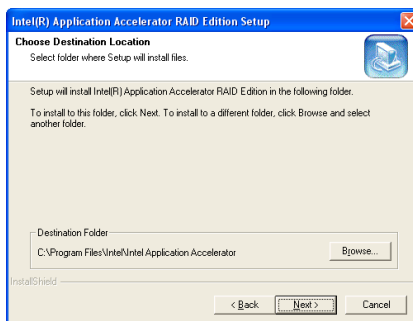 Intel(R) Application Accelerator RAID Edition Setup
Choose Destination Location
Select folder where Setup will install files.
Setup will install Intel(R) Application Accelerator RAID Edition in the following folder.
To install to this folder, click Next. To install to a different folder, click Browse and select
another folder.
Destination Folder
C:\Program Files\Intel\Intel Application Accelerator
Browse...
InstallShield
< Back
Next >
Cancel